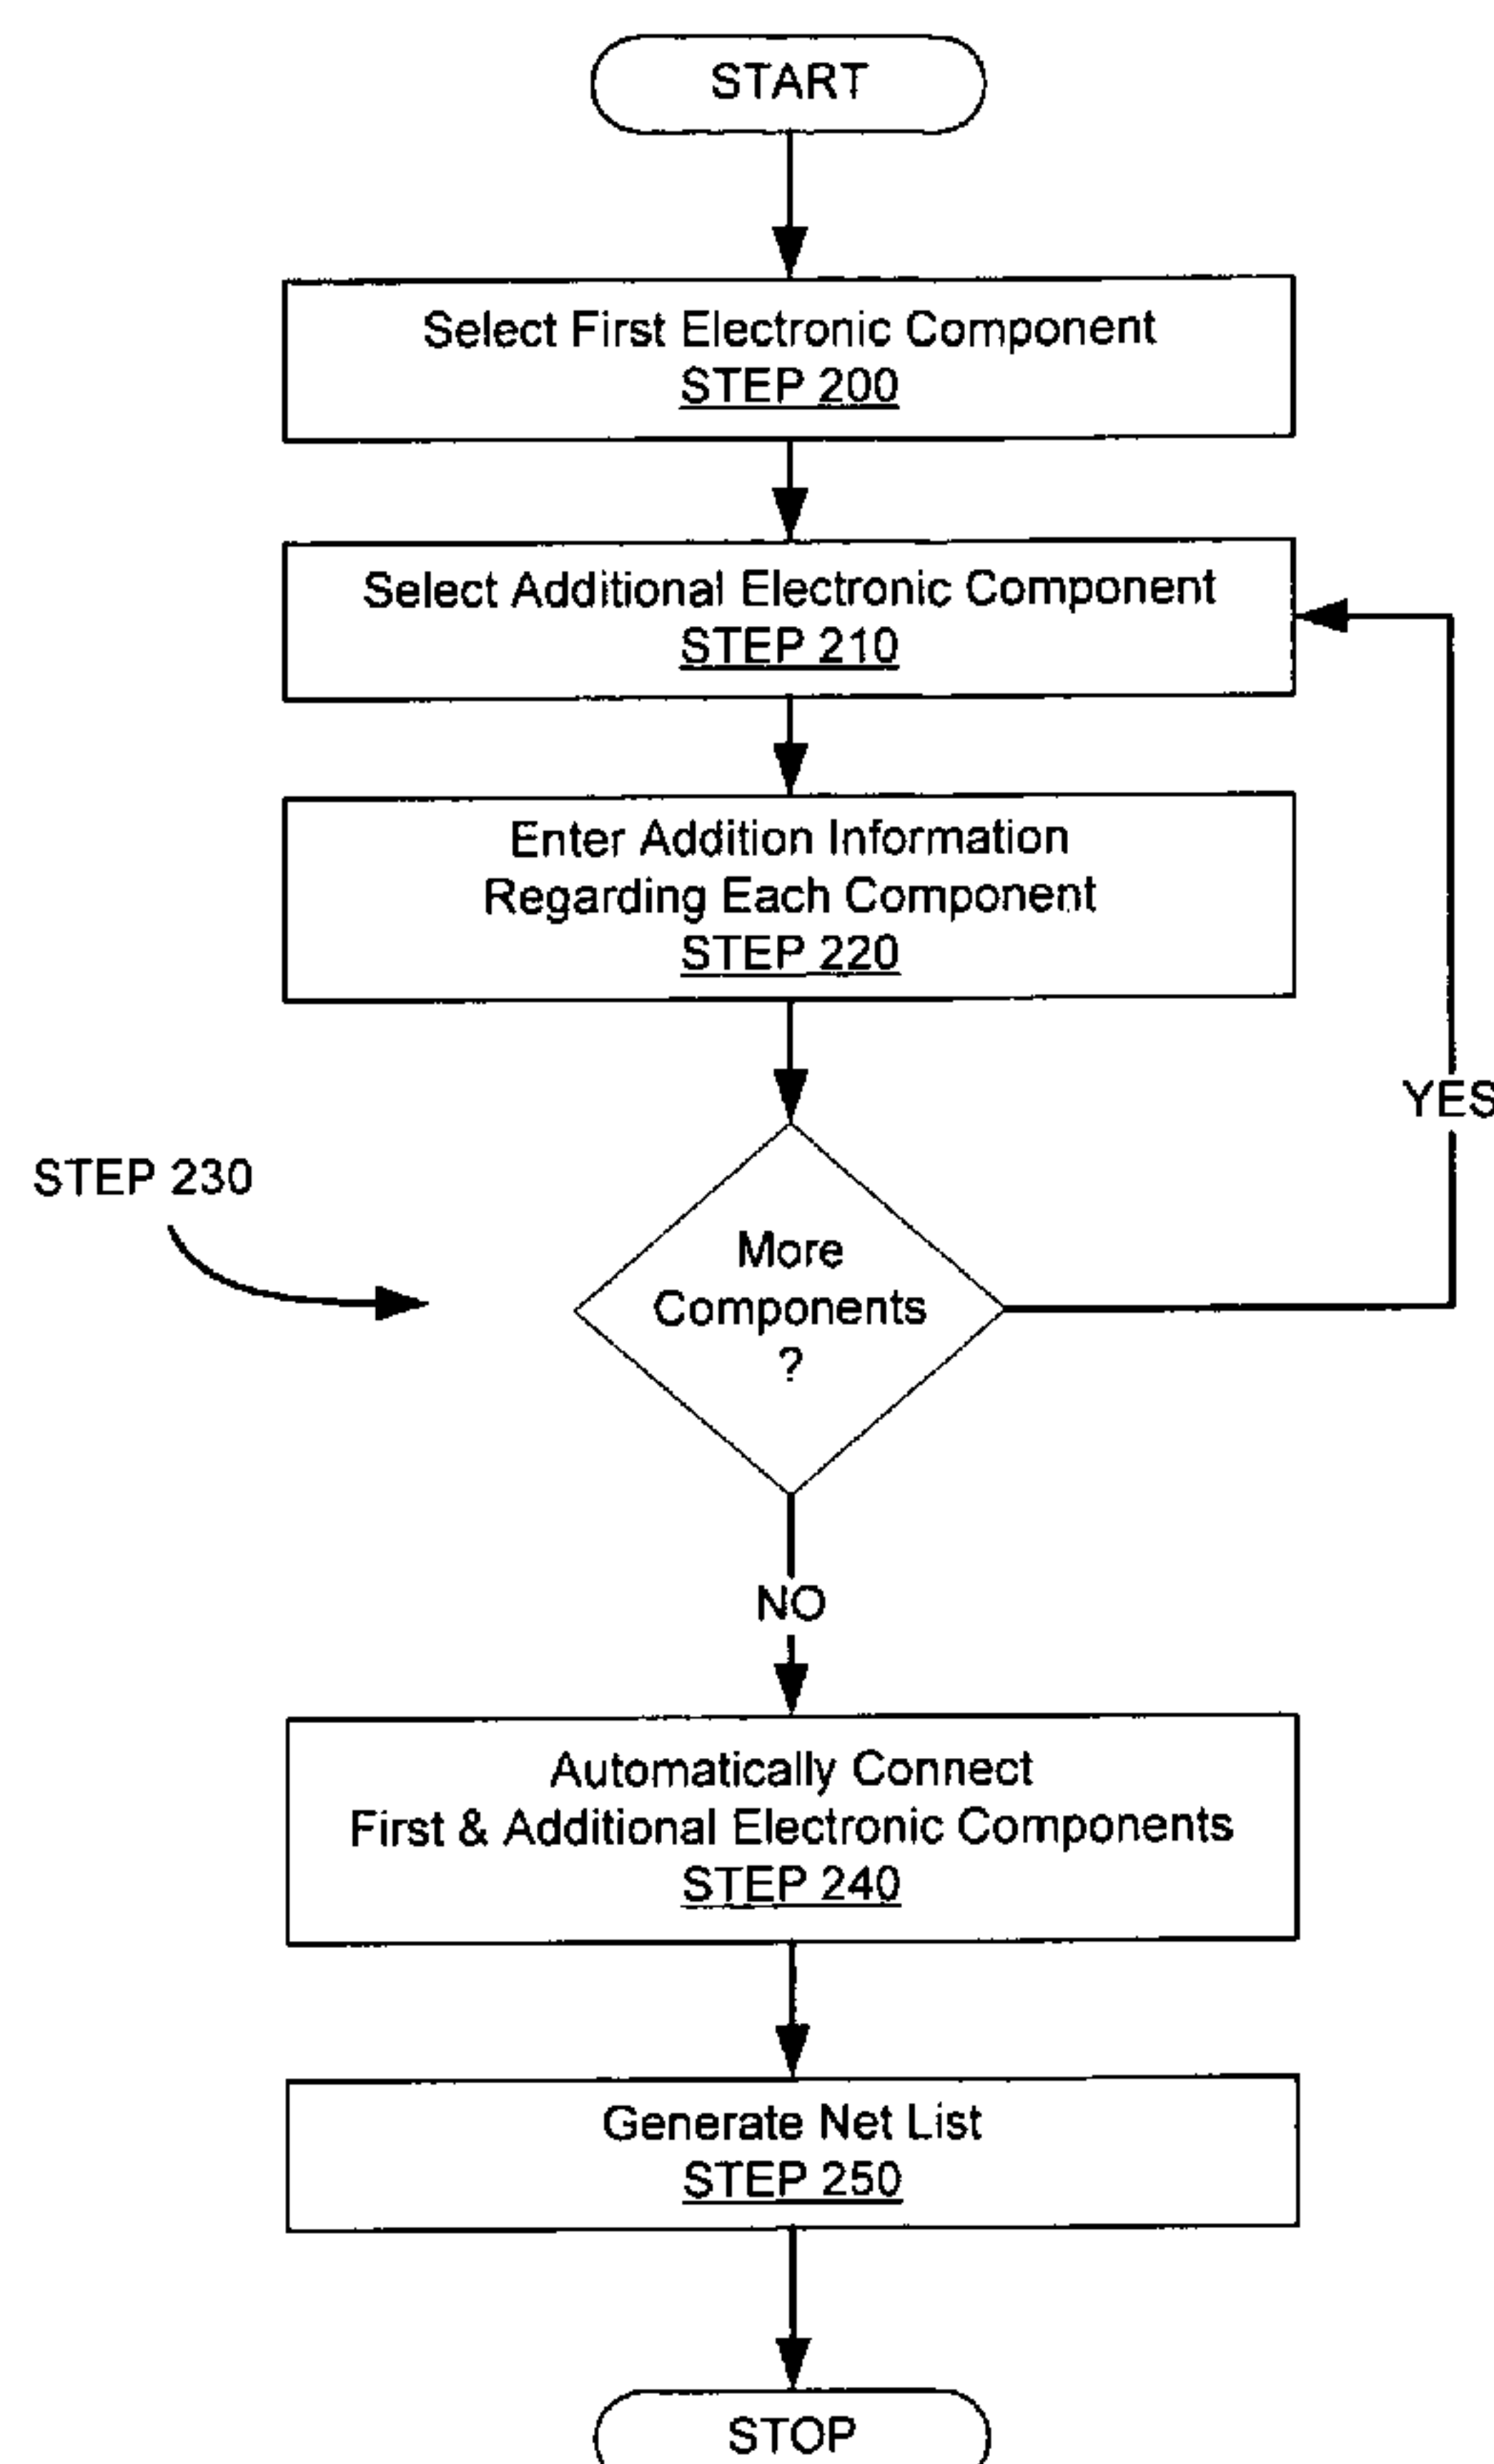 START
Select First Electronic Component
STEP 200
Select Additional Electronic Component
STEP 210
Enter Addition Information
Regarding Each Component
STEP 220
YES
STEP 230
More
Components
?
NO
Automatically Connect
First & Additional Electronic Components
STEP 240
Generate Net List
STEP 250
STOP